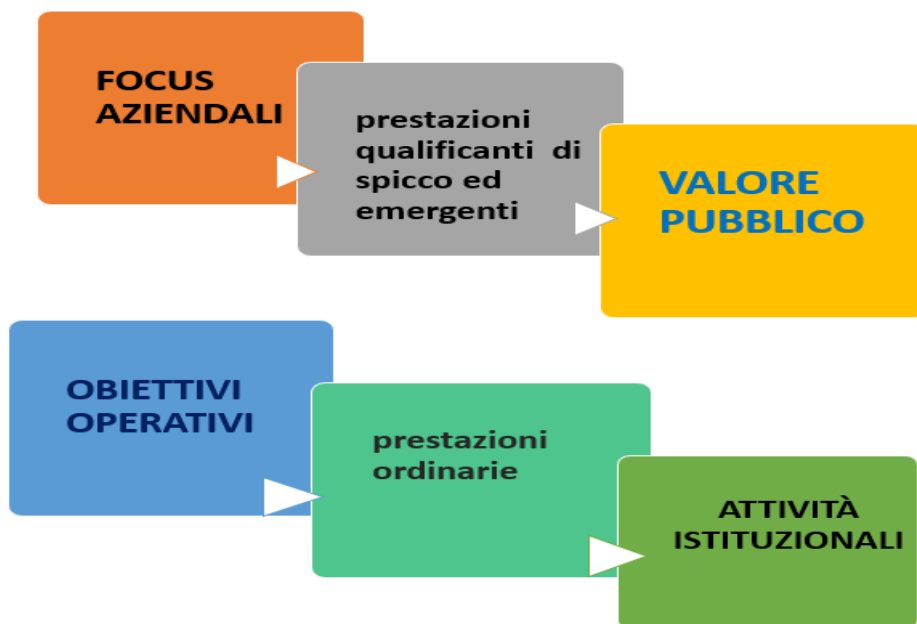 FOCUS
AZIENDALI
prestazioni
qualificanti di
spicco ed
emergenti
VALORE
PUBBLICO
OBIETTIVI
OPERATIVI
prestazioni
ordinarie
ATTIVITÀ
ISTITUZIONALI